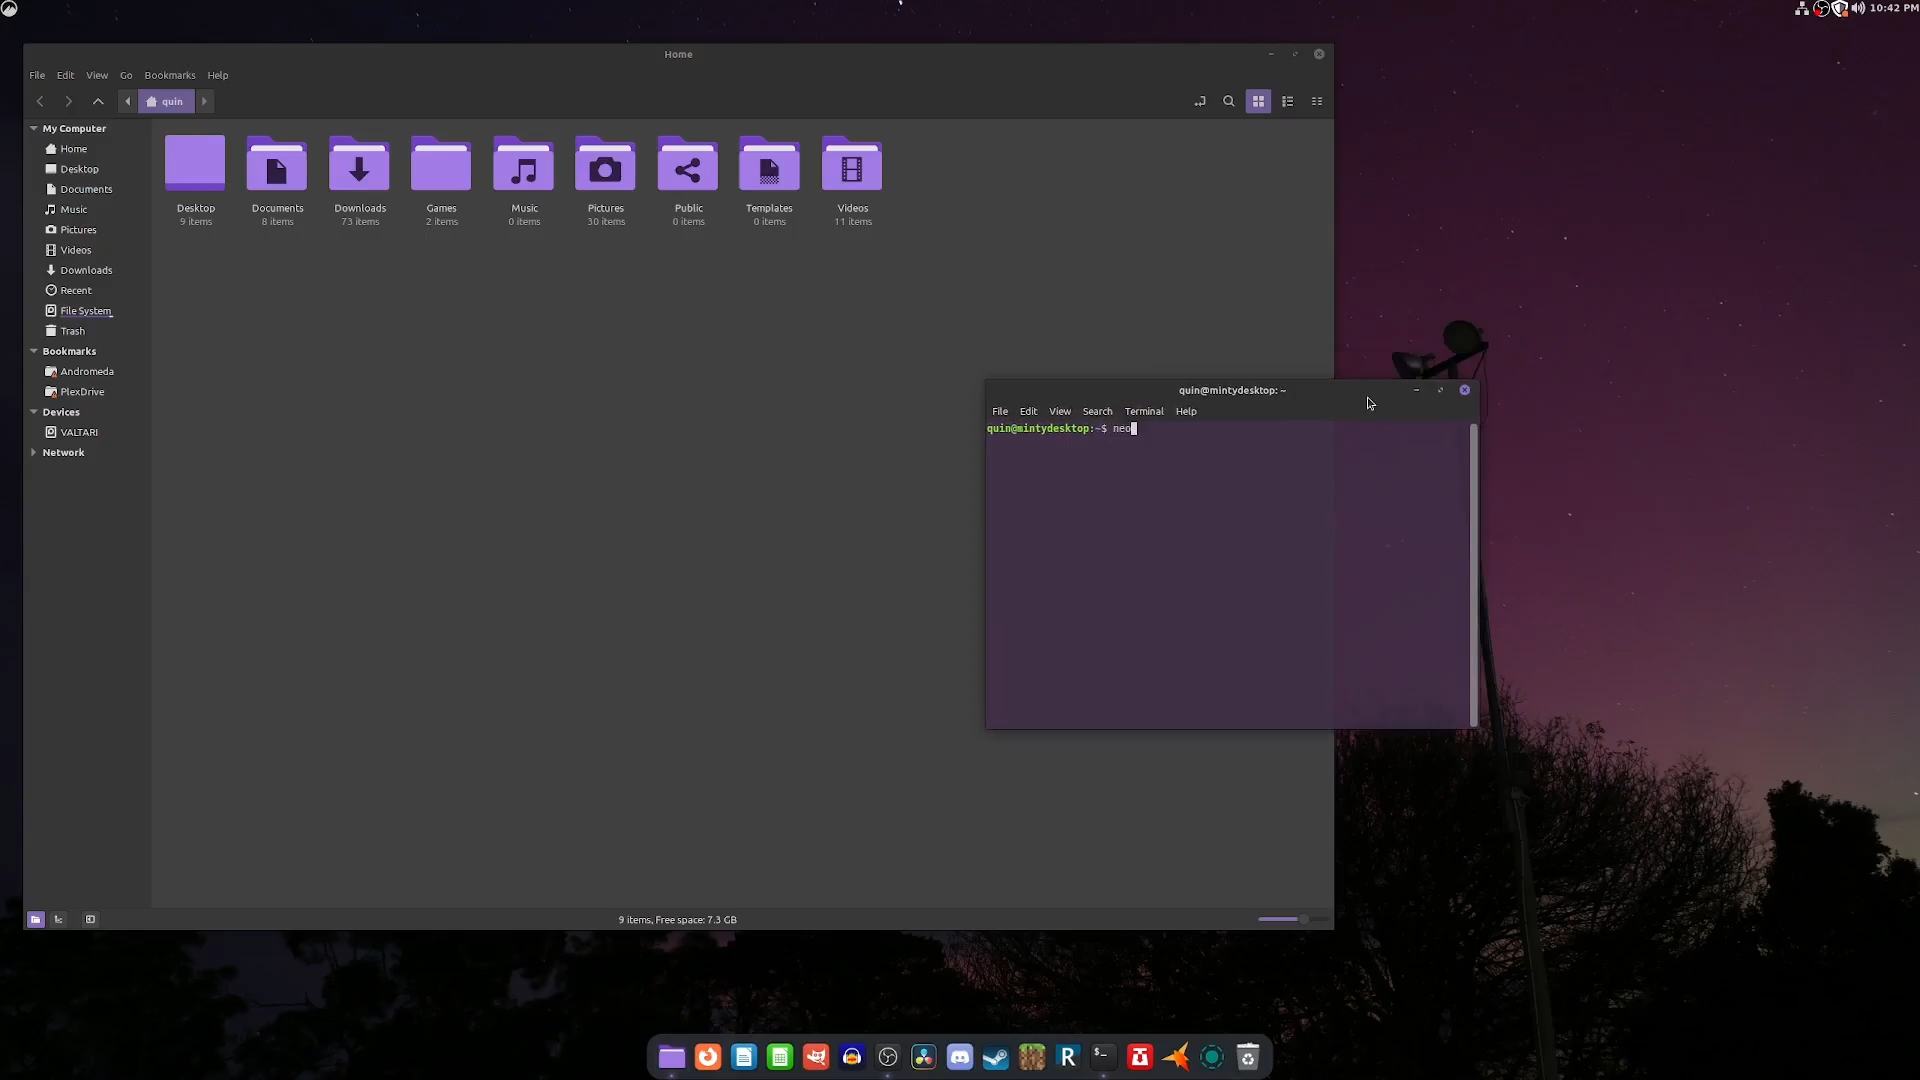 10:42 PM
Home
File Edit View Go Bookmarks Help
quin
My Computer
Home
Desktop
Documents
Music
Pictures
Videos
Downloads
Recent
File System
Trash
Bookmarks
Andromeda
PlexDrive
Devices
VALTARI
Network
Desktop Documents Downloads Games Music Pictures Public Templates Videos
9 items 8 items 73 items 2 items 0 items 30 items 0 items 0 items 11 items
quin@mintydesktop: ~
File Edit View Search Terminal Help
quin@mintydesktop:~$ neo
9 items, Free space: 7.3 GB